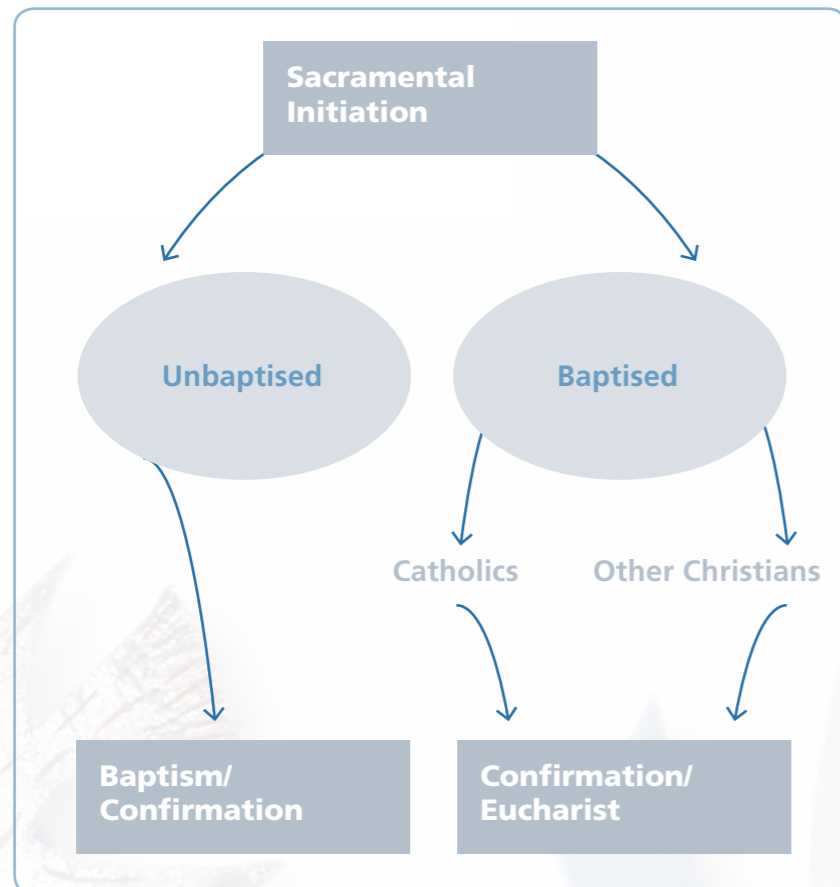 Sacramental
Initiation
Unbaptised
Baptised
Catholics
Other Christians
Baptism/
Confirmation
Confirmation/
Eucharist